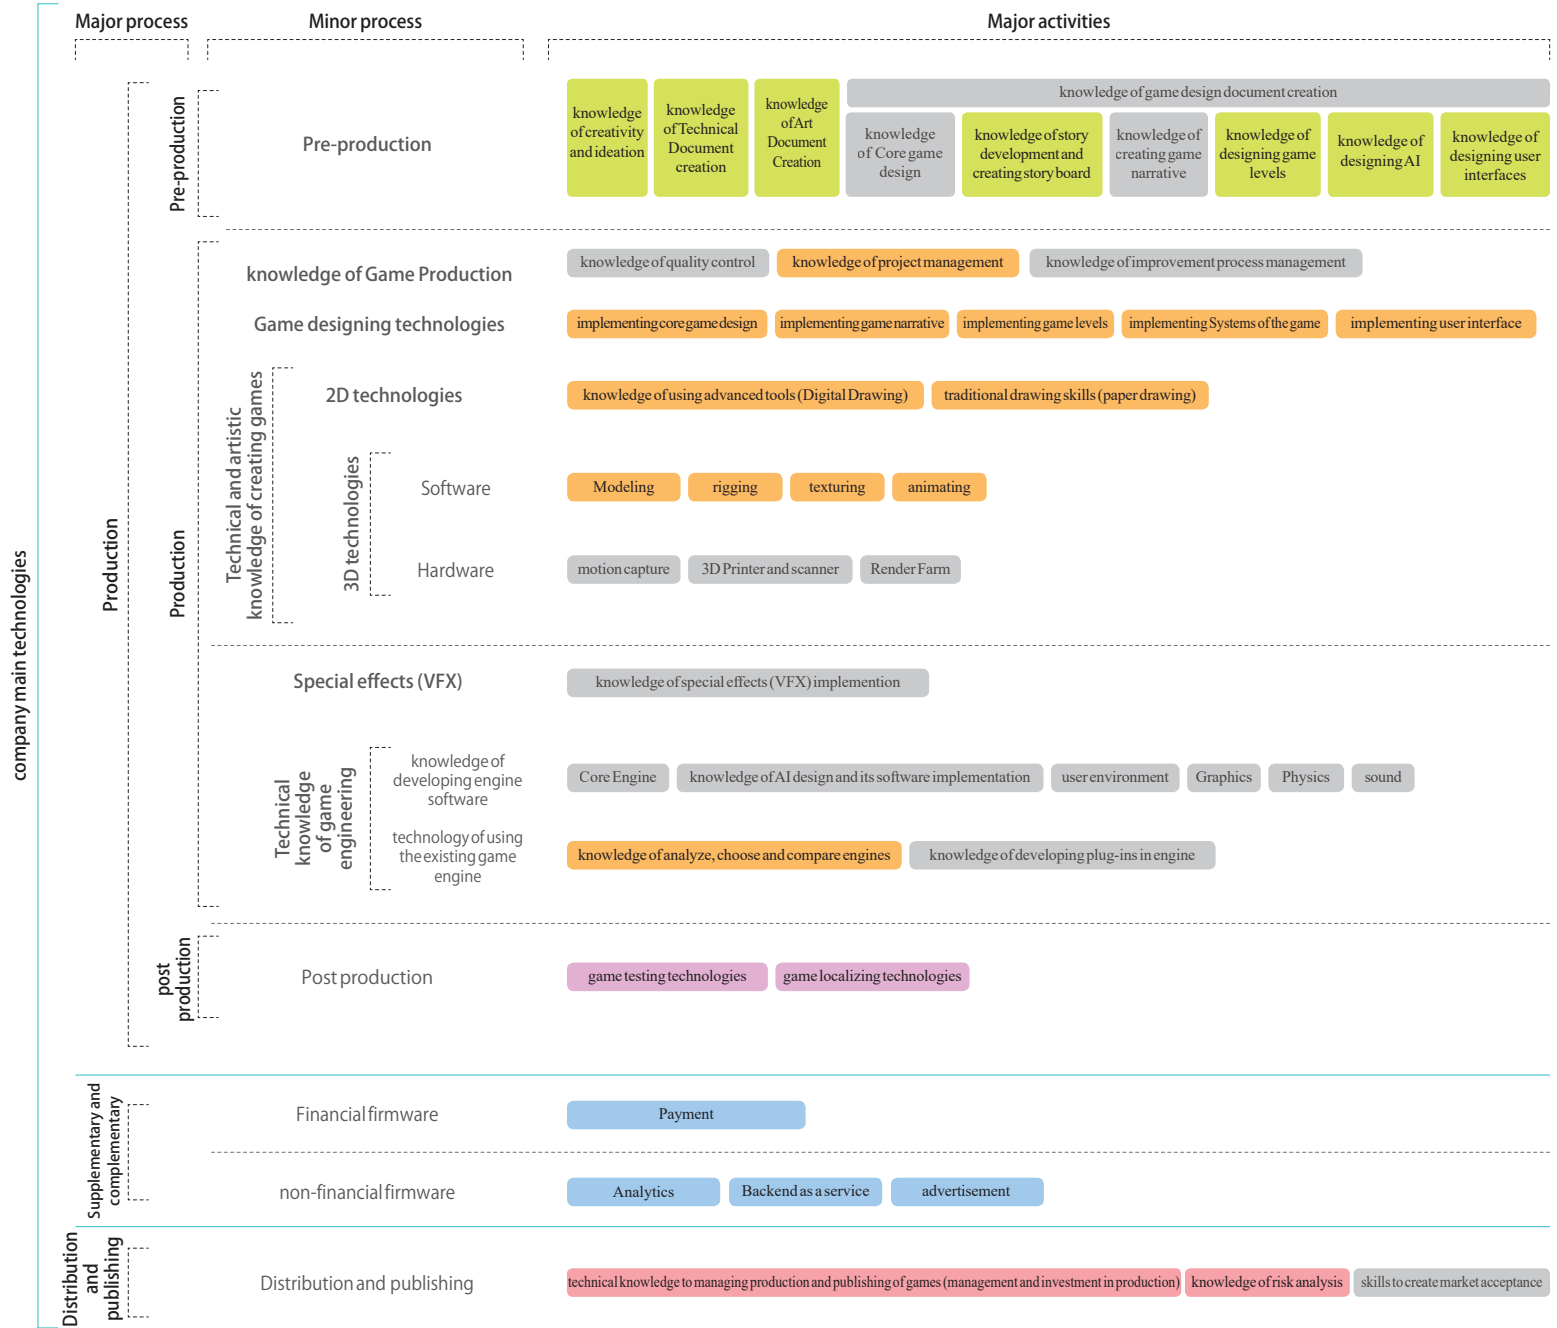 Major process
Minor process
Major activities
company main technologies
Production
Pre-production
Pre-production
knowledge
of creativity
and ideation
knowledge
of Technical
Document
creation
knowledge
of Art
Document
Creation
knowledge of game design document creation
knowledge
of Core game
design
knowledge of story
development and
creating story board
knowledge of
creating game
narrative
knowledge of
designing game
levels
knowledge of
designing AI
knowledge of
designing user
interfaces
Production
knowledge of Game Production
knowledge of quality control
knowledge of project management
knowledge of improvement process management
Game designing technologies
implementing core game design
implementing game narrative
implementing game levels
implementing Systems of the game
implementing user interface
Technical and artistic
knowledge of creating games
2D technologies
knowledge of using advanced tools (Digital Drawing)
traditional drawing skills (paper drawing)
3D technologies
Software
Modeling
rigging
texturing
animating
Hardware
motion capture
3D Printer and scanner
Render Farm
Special effects (VFX)
knowledge of special effects (VFX) implemention
Technical
knowledge
of game
engineering
knowledge of
developing engine
software
Core Engine
knowledge of AI design and its software implementation
user environment
Graphics
Physics
sound
technology of using
the existing game
engine
knowledge of analyze, choose and compare engines
knowledge of developing plug-ins in engine
post
production
Post production
game testing technologies
game localizing technologies
Supplementary and
complementary
Financial firmware
Payment
non-financial firmware
Analytics
Backend as a service
advertisement
Distribution
and
publishing
Distribution and publishing
technical knowledge to managing production and publishing of games (management and investment in production)
knowledge of risk analysis
skills to create market acceptance